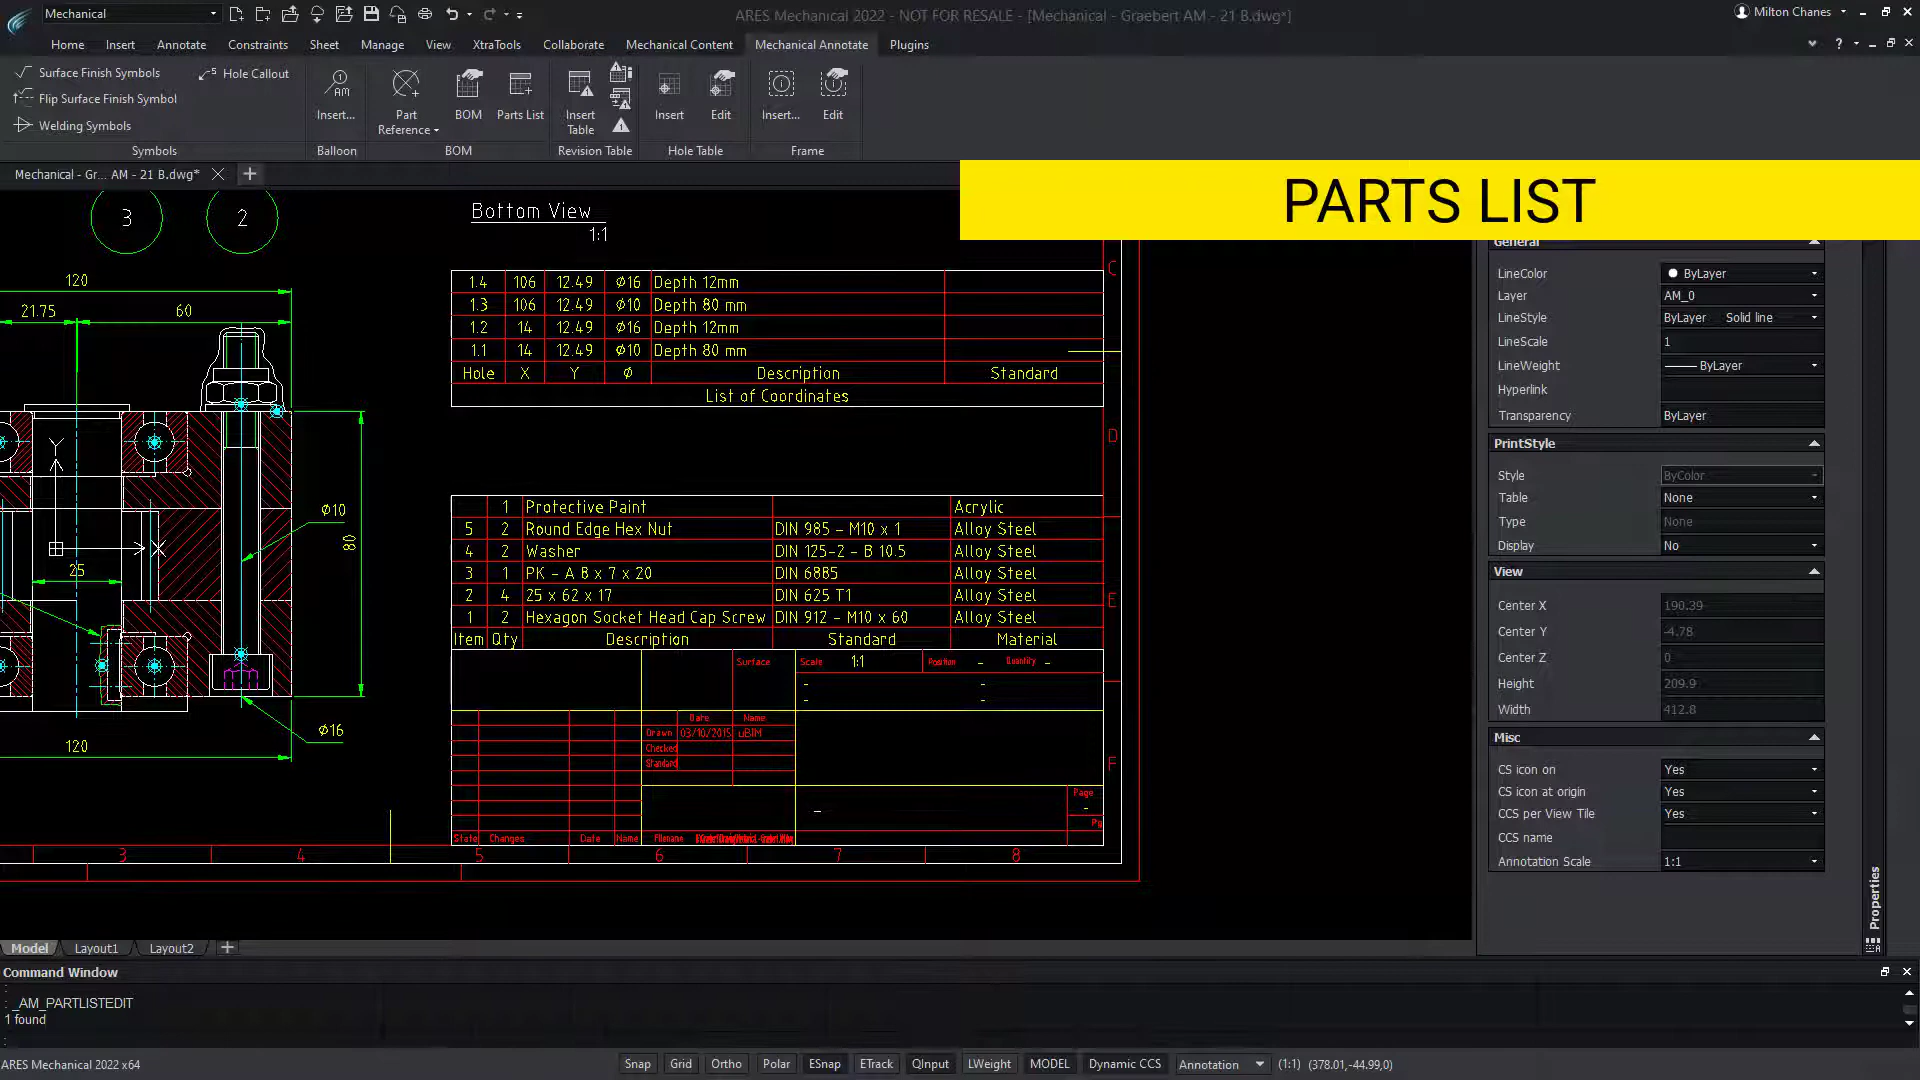 Mechanical
ARES Mechanical 2022 - NOT FOR RESALE - [Mechanical - Graebert AM - 21 B.dwg*]
Milton Chanes
Home Insert Annotate Constraints Sheet Manage View XtraTools Collaborate Mechanical Content Mechanical Annotate Plugins
?
Surface Finish Symbols
Hole Callout
Flip Surface Finish Symbol
Welding Symbols
Symbols
AM
Insert...
Balloon
Part Reference
BOM
Parts List
BOM
Insert Table
Revision Table
Insert
Edit
Hole Table
Insert...
Edit
Frame
Mechanical - Gr... AM - 21 B.dwg*
PARTS LIST
3
2
Bottom View
1:1
120
21.75
60
Y
X
25
80
Ø10
Ø16
120
1.4 106 12.49 Ø16 Depth 12mm
1.3 106 12.49 Ø10 Depth 80 mm
1.2 14 12.49 Ø16 Depth 12mm
1.1 14 12.49 Ø10 Depth 80 mm
Hole X Y Ø Description Standard
List of Coordinates
C
D
E
F
1 Protective Paint Acrylic
5 2 Round Edge Hex Nut DIN 985 - M10 x 1 Alloy Steel
4 2 Washer DIN 125-2 - B 10.5 Alloy Steel
3 1 PK - A 8 x 7 x 20 DIN 6885 Alloy Steel
2 4 25 x 62 x 17 DIN 625 T1 Alloy Steel
1 2 Hexagon Socket Head Cap Screw DIN 912 - M10 x 60 Alloy Steel
Item Qty Description Standard Material
Surface Scale 1:1 Position - Quantity -
- -
- -
Date Name
Drawn 03/10/2015 uBIM
Checked
Standard
Page
-
-
Pg
State Changes Date Name Filename
3 4 5 6 7 8
General
LineColor ByLayer
Layer AM_0
LineStyle ByLayer Solid line
LineScale 1
LineWeight ByLayer
Hyperlink
Transparency ByLayer
PrintStyle
Style ByColor
Table None
Type None
Display No
View
Center X 190.39
Center Y -4.78
Center Z 0
Height 209.9
Width 412.8
Misc
CS icon on Yes
CS icon at origin Yes
CCS per View Tile Yes
CCS name
Annotation Scale 1:1
Properties
Model Layout1 Layout2
Command Window
:
: _AM_PARTLISTEDIT
1 found
:
ARES Mechanical 2022 x64
Snap Grid Ortho Polar ESnap ETrack QInput LWeight MODEL Dynamic CCS Annotation (1:1) (378.01,-44.99,0)